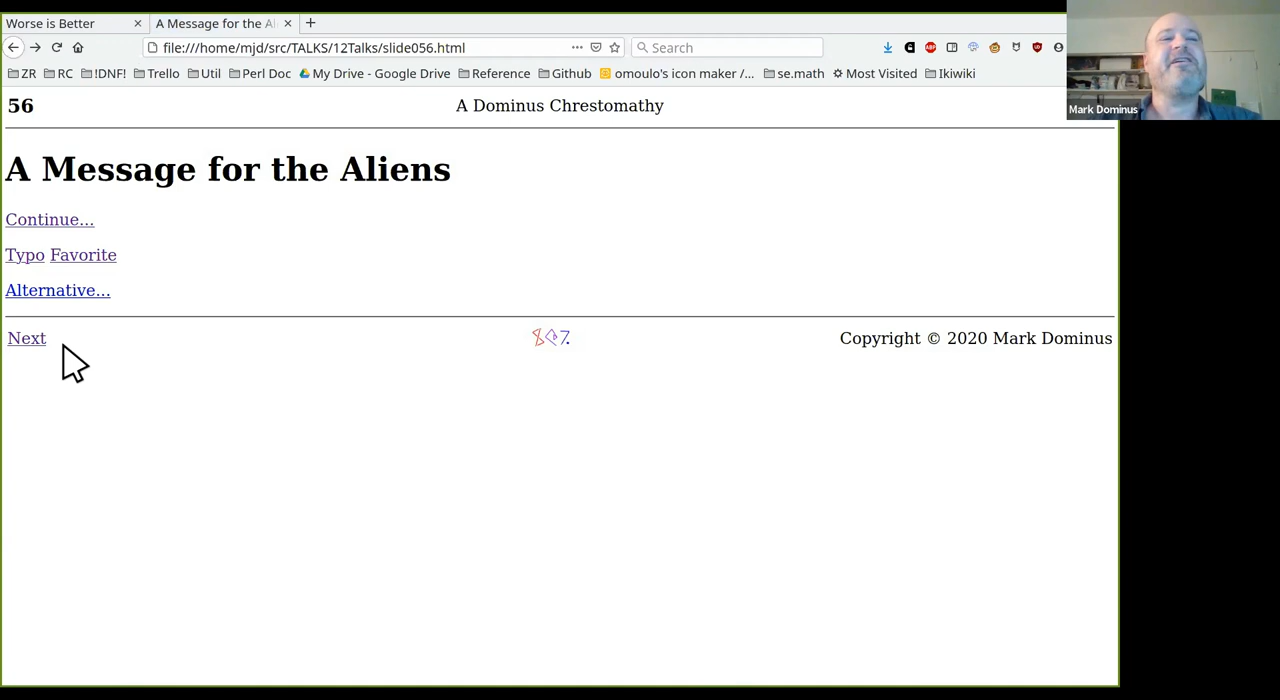 Worse is Better
A Message for the Al
file:///home/mjd/src/TALKS/12Talks/slide056.html
Search
ABP
ZR RC !DNF! Trello Util Perl Doc My Drive - Google Drive Reference Github omoulo's icon maker /... se.math Most Visited Ikiwiki
Mark Dominus
56
A Dominus Chrestomathy
A Message for the Aliens
Continue...
Typo Favorite
Alternative...
Next
Copyright © 2020 Mark Dominus